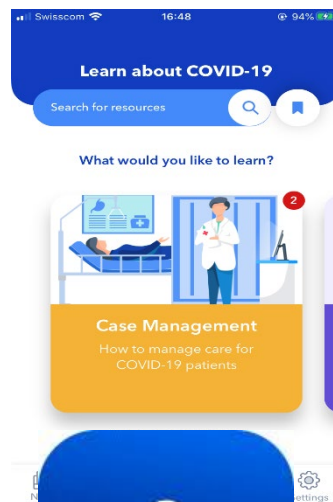 Swisscom 16:48 94%
Learn about COVID-19
Search for resources
What would you like to learn?
2
Case Management
How to manage care for
COVID-19 patients